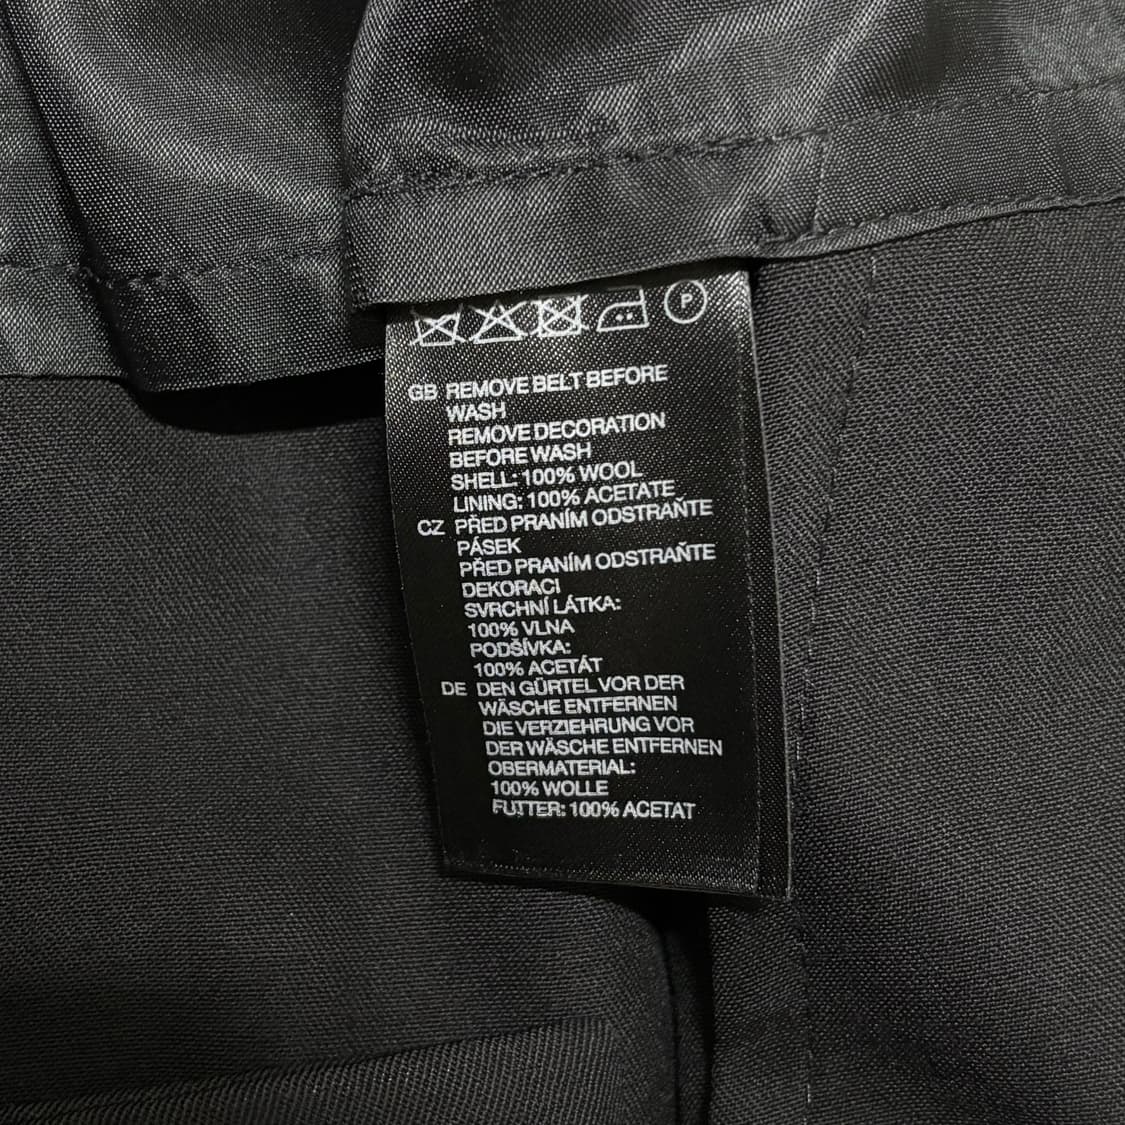 P
GB REMOVE BELT BEFORE
WASH
REMOVE DECORATION
BEFORE WASH
SHELL: 100% WOOL
LINING: 100% ACETATE
CZ PŘED PRANÍM ODSTRAŇTE
PÁSEK
PŘED PRANÍM ODSTRAŇTE
DEKORACI
SVRCHNÍ LÁTKA:
100% VLNA
PODŠÍVKA:
100% ACETÁT
DE DEN GÜRTEL VOR DER
WÄSCHE ENTFERNEN
DIE VERZIEHRUNG VOR
DER WÄSCHE ENTFERNEN
OBERMATERIAL:
100% WOLLE
FUTTER: 100% ACETAT